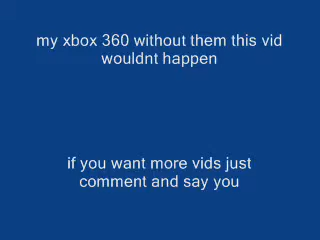 my xbox 360 without them this vid
wouldnt happen
if you want more vids just
comment and say you